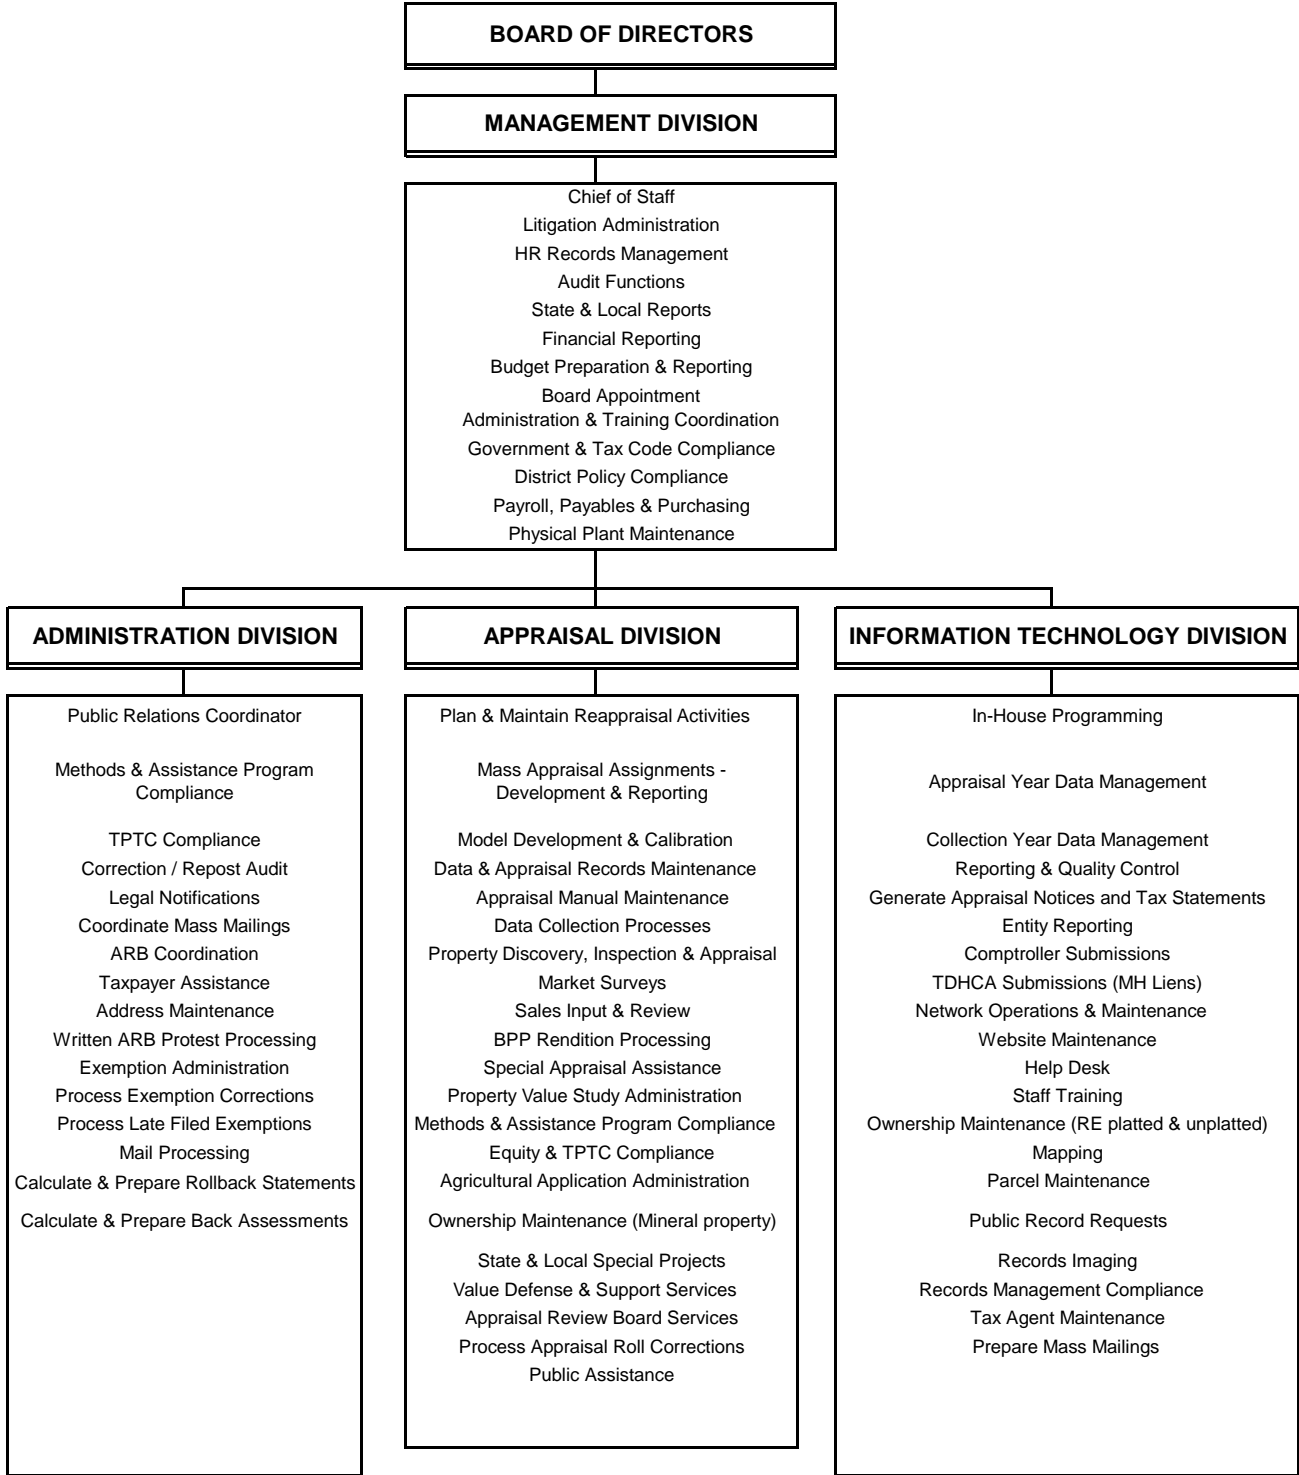 BOARD OF DIRECTORS
MANAGEMENT DIVISION
Chief of Staff
Litigation Administration
HR Records Management
Audit Functions
State & Local Reports
Financial Reporting
Budget Preparation & Reporting
Board Appointment
Administration & Training Coordination
Government & Tax Code Compliance
District Policy Compliance
Payroll, Payables & Purchasing
Physical Plant Maintenance
ADMINISTRATION DIVISION
Public Relations Coordinator
Methods & Assistance Program
Compliance
TPTC Compliance
Correction / Repost Audit
Legal Notifications
Coordinate Mass Mailings
ARB Coordination
Taxpayer Assistance
Address Maintenance
Written ARB Protest Processing
Exemption Administration
Process Exemption Corrections
Process Late Filed Exemptions
Mail Processing
Calculate & Prepare Rollback Statements
Calculate & Prepare Back Assessments
APPRAISAL DIVISION
Plan & Maintain Reappraisal Activities
Mass Appraisal Assignments -
Development & Reporting
Model Development & Calibration
Data & Appraisal Records Maintenance
Appraisal Manual Maintenance
Data Collection Processes
Property Discovery, Inspection & Appraisal
Market Surveys
Sales Input & Review
BPP Rendition Processing
Special Appraisal Assistance
Property Value Study Administration
Methods & Assistance Program Compliance
Equity & TPTC Compliance
Agricultural Application Administration
Ownership Maintenance (Mineral property)
State & Local Special Projects
Value Defense & Support Services
Appraisal Review Board Services
Process Appraisal Roll Corrections
Public Assistance
INFORMATION TECHNOLOGY DIVISION
In-House Programming
Appraisal Year Data Management
Collection Year Data Management
Reporting & Quality Control
Generate Appraisal Notices and Tax Statements
Entity Reporting
Comptroller Submissions
TDHCA Submissions (MH Liens)
Network Operations & Maintenance
Website Maintenance
Help Desk
Staff Training
Ownership Maintenance (RE platted & unplatted)
Mapping
Parcel Maintenance
Public Record Requests
Records Imaging
Records Management Compliance
Tax Agent Maintenance
Prepare Mass Mailings